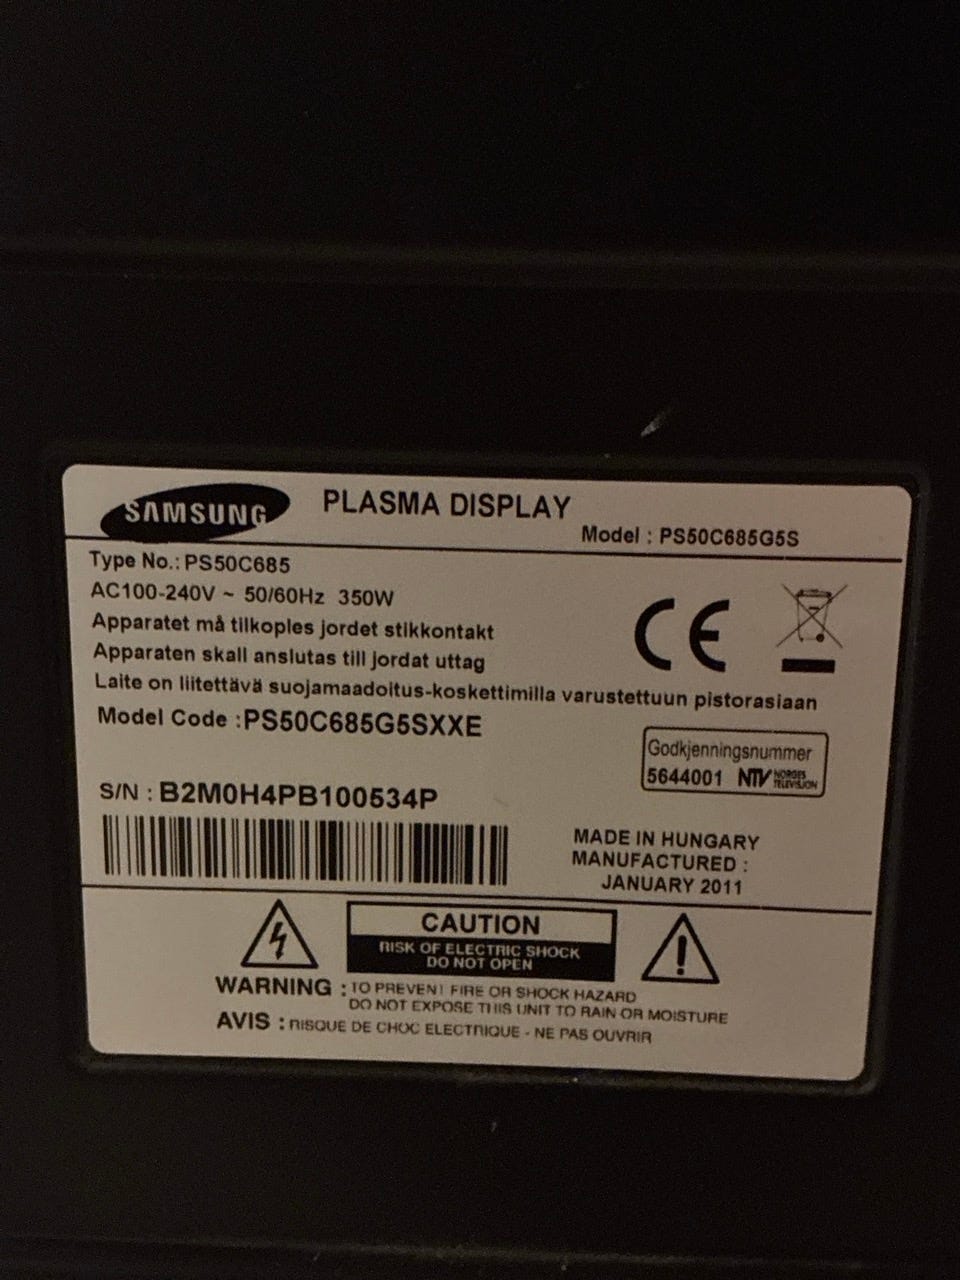 SAMSUNG
PLASMA DISPLAY
Model : PS50C685G5S
Type No.: PS50C685
AC100-240V ~ 50/60Hz 350W
Apparatet må tilkoples jordet stikkontakt
Apparaten skall anslutas till jordat uttag
Laite on liitettävä suojamaadoitus-koskettimilla varustettuun pistorasiaan
Model Code :PS50C685G5SXXE
CE
Godkjenningsnummer
5644001 NTV NORGES
TELEVISJON
S/N : B2M0H4PB100534P
MADE IN HUNGARY
MANUFACTURED :
JANUARY 2011
CAUTION
RISK OF ELECTRIC SHOCK
DO NOT OPEN
WARNING : TO PREVENT FIRE OR SHOCK HAZARD
DO NOT EXPOSE THIS UNIT TO RAIN OR MOISTURE
AVIS : RISQUE DE CHOC ELECTRIQUE - NE PAS OUVRIR